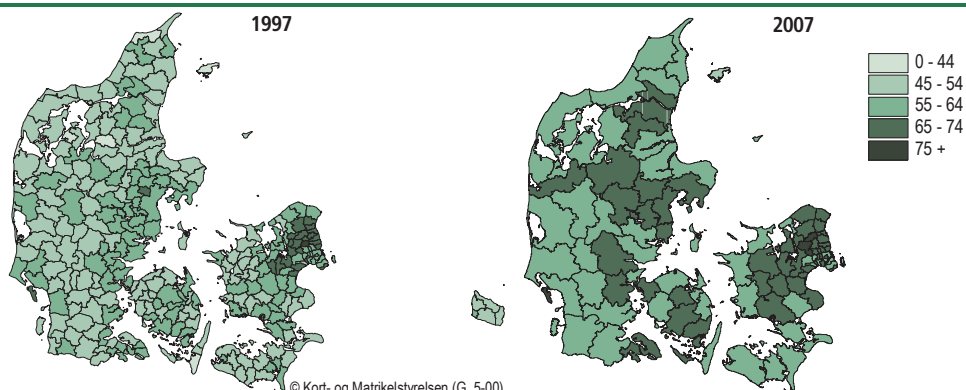 1997
2007
0 - 44
45 - 54
55 - 64
65 - 74
75 +
© Kort- og Matrikelstyrelsen (G. 5-00)